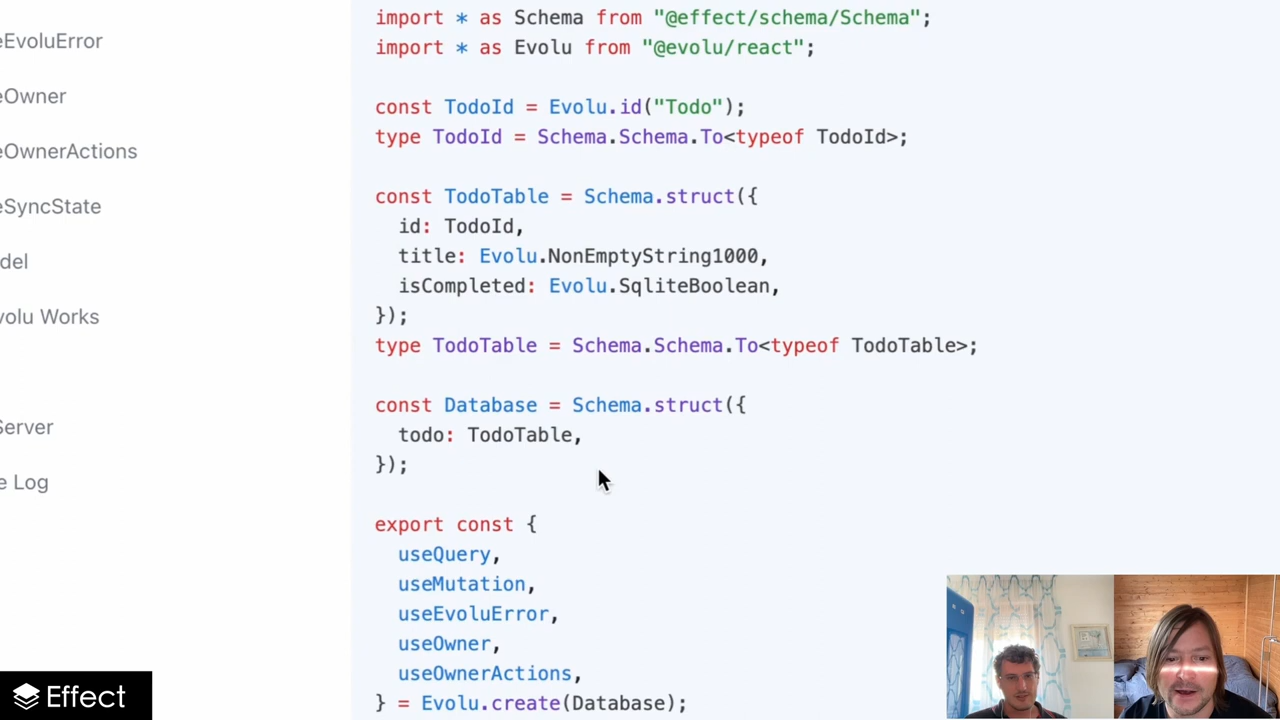 eEvoluError
eOwner
eOwnerActions
eSyncState
del
volu Works
Server
e Log
import * as Schema from "@effect/schema/Schema";
import * as Evolu from "@evolu/react";
const TodoId = Evolu.id("Todo");
type TodoId = Schema.Schema.To<typeof TodoId>;
const TodoTable = Schema.struct({
id: TodoId,
title: Evolu.NonEmptyString1000,
isCompleted: Evolu.SqliteBoolean,
});
type TodoTable = Schema.Schema.To<typeof TodoTable>;
const Database = Schema.struct({
todo: TodoTable,
});
export const {
useQuery,
useMutation,
useEvoluError,
useOwner,
useOwnerActions,
} = Evolu.create(Database);
Effect